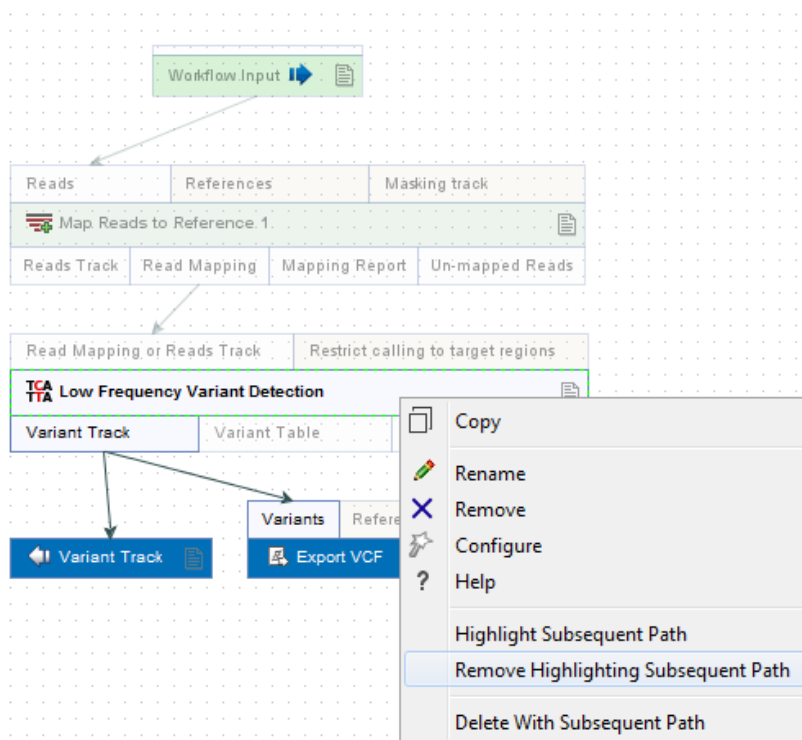 Workflow Input
Reads References Masking track
Map Reads to Reference 1
Reads Track Read Mapping Mapping Report Un-mapped Reads
Read Mapping or Reads Track Restrict calling to target regions
TCA
TTA
Low Frequency Variant Detection
Variant Track Variant Table
Variants Refere
Variant Track Export VCF
Copy
Rename
Remove
Configure
? Help
Highlight Subsequent Path
Remove Highlighting Subsequent Path
Delete With Subsequent Path